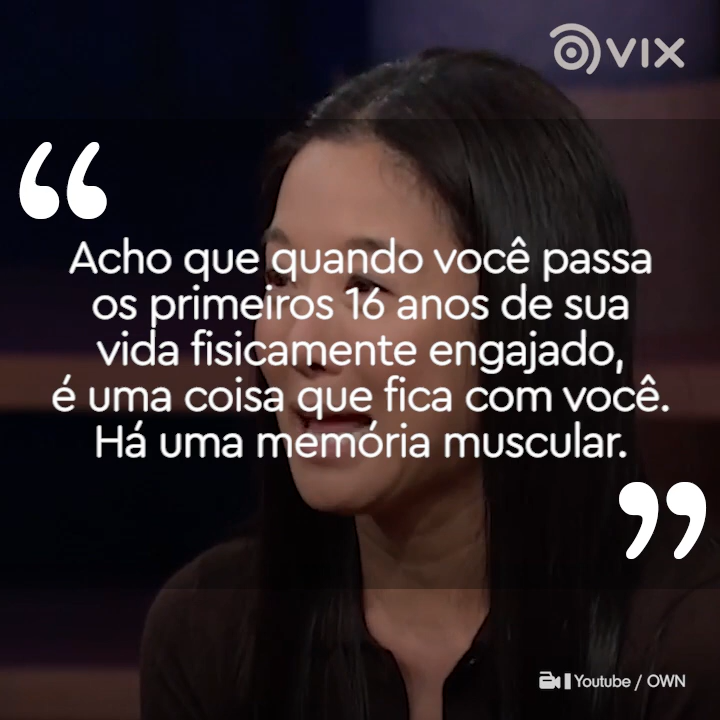 VIX
“
Acho que quando você passa
os primeiros 16 anos de sua
vida fisicamente engajado,
é uma coisa que fica com você.
Há uma memória muscular.
”
Youtube / OWN